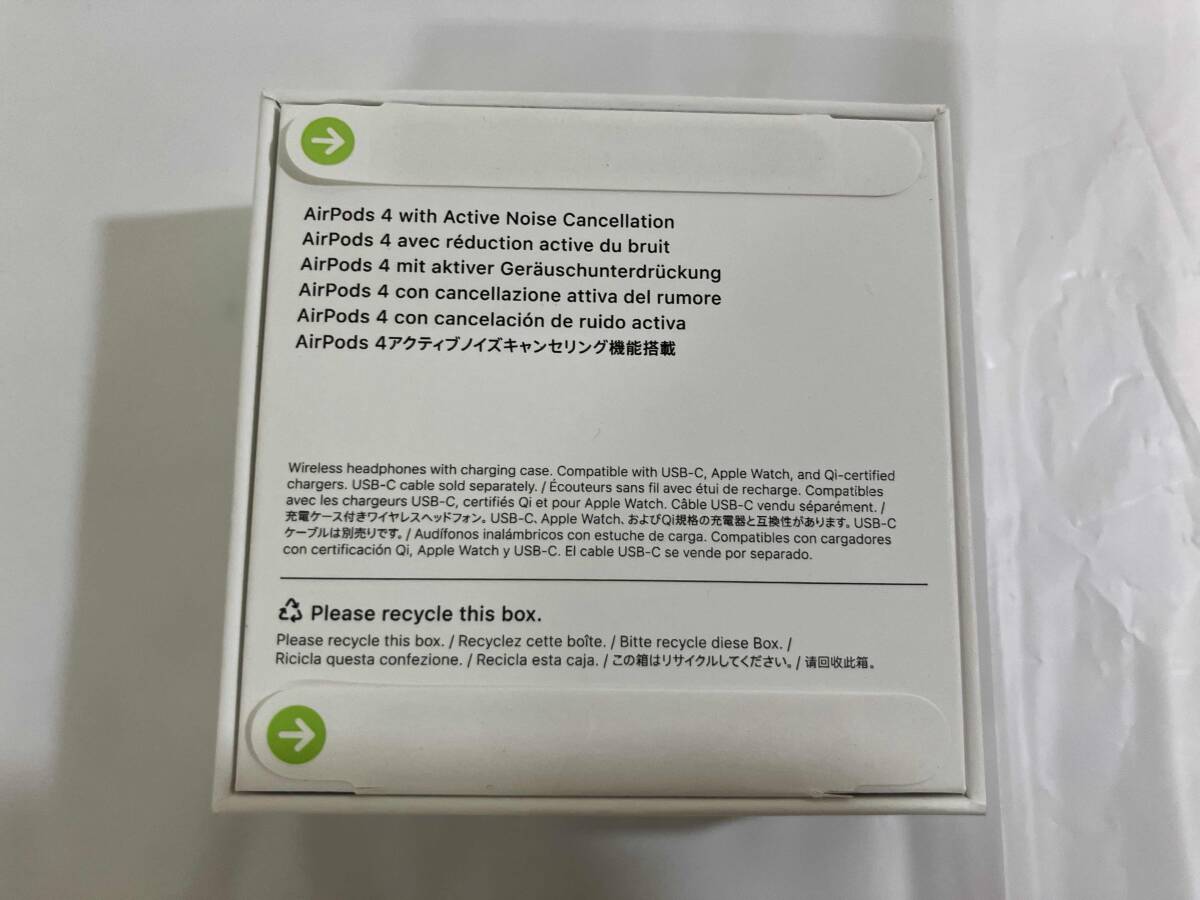 AirPods 4 with Active Noise Cancellation
AirPods 4 avec réduction active du bruit
AirPods 4 mit aktiver Geräuschunterdrückung
AirPods 4 con cancellazione attiva del rumore
AirPods 4 con cancelación de ruido activa
AirPods 4アクティブノイズキャンセリング機能搭載
Wireless headphones with charging case. Compatible with USB-C, Apple Watch, and Qi-certified
chargers. USB-C cable sold separately. / Écouteurs sans fil avec étui de recharge. Compatibles
avec les chargeurs USB-C, certifiés Qi et pour Apple Watch. Câble USB-C vendu séparément. /
充電ケース付きワイヤレスヘッドフォン。USB-C、Apple Watch、およびQi規格の充電器と互換性があります。USB-C
ケーブルは別売りです。/ Audífonos inalámbricos con estuche de carga. Compatibles con cargadores
con certificación Qi, Apple Watch y USB-C. El cable USB-C se vende por separado.
Please recycle this box.
Please recycle this box. / Recyclez cette boîte. / Bitte recycle diese Box. /
Ricicla questa confezione. / Recicla esta caja. / この箱はリサイクルしてください。/ 请回收此箱。